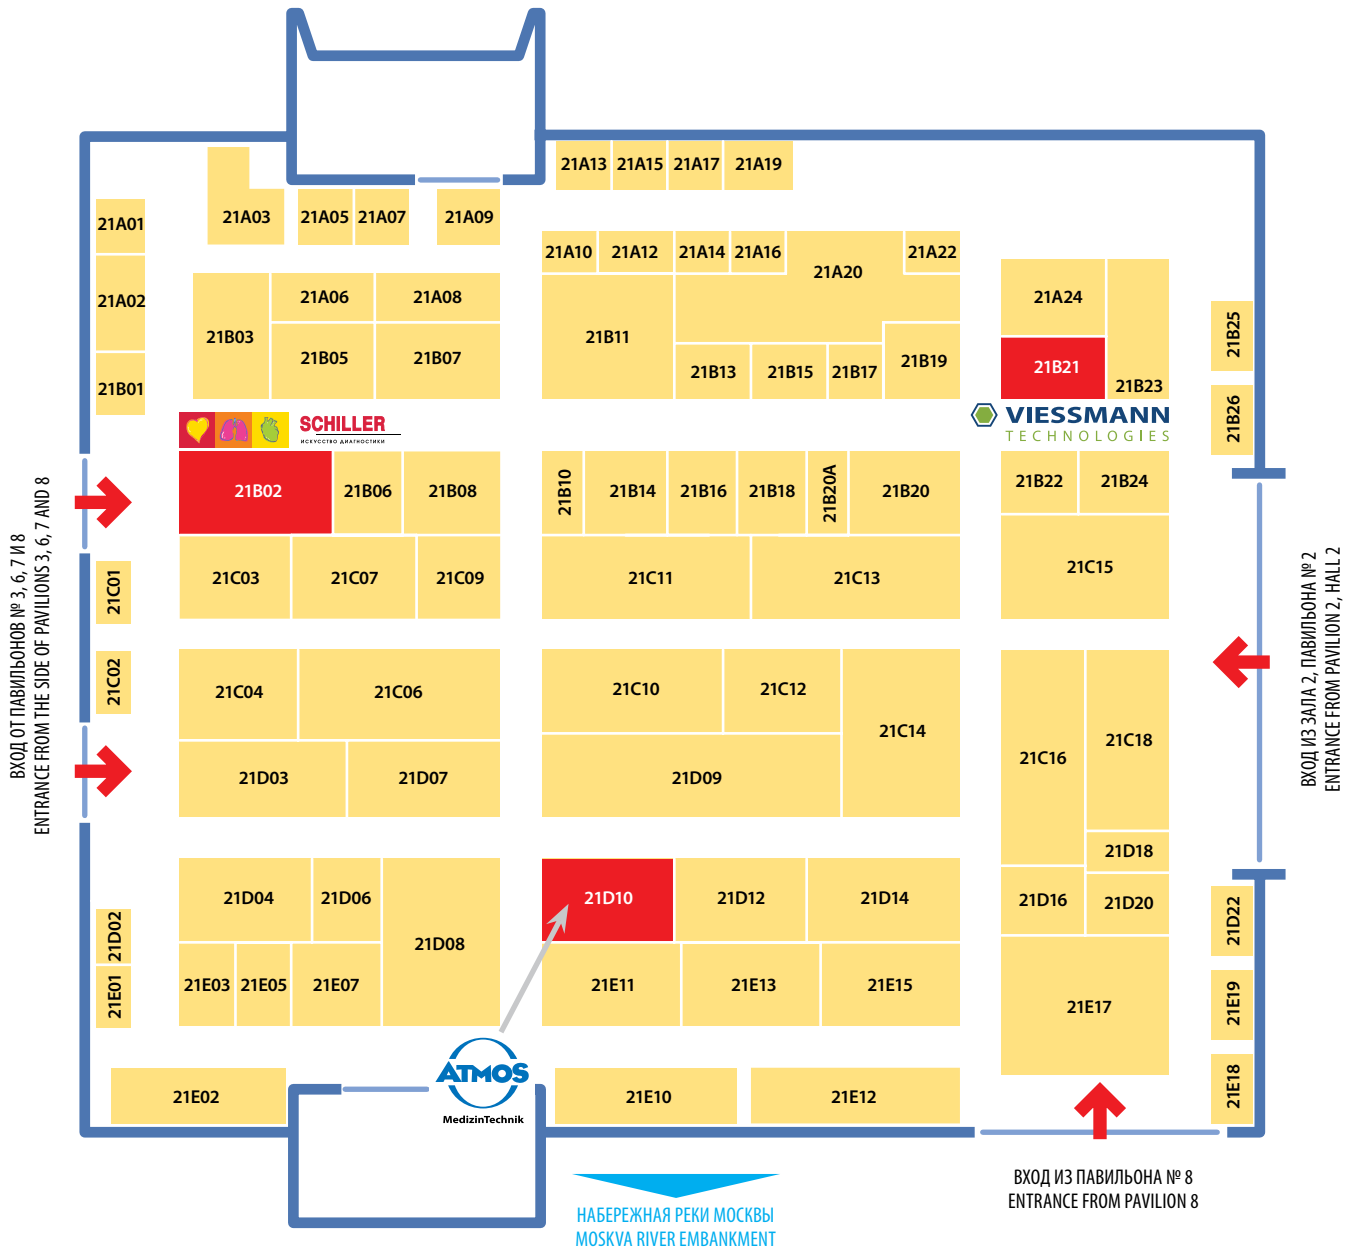 21A13
21A15
21A17
21A19
21A01
21A03
21A05
21A07
21A09
21A10
21A12
21A14
21A16
21A20
21A22
21A02
21A06
21A08
21A24
21B03
21B11
21B25
21B05
21B07
21B13
21B15
21B17
21B19
21B21
21B23
21B01
21B26
SCHILLER
ИСКУССТВО ДИАГНОСТИКИ
VIESSMANN
TECHNOLOGIES
21B02
21B06
21B08
21B10
21B14
21B16
21B18
21B20A
21B20
21B22
21B24
ВХОД ОТ ПАВИЛЬОНОВ № 3, 6, 7 И 8
ENTRANCE FROM THE SIDE OF PAVILIONS 3, 6, 7 AND 8
21C01
21C03
21C07
21C09
21C11
21C13
21C15
ВХОД ИЗ ЗАЛА 2, ПАВИЛЬОНА № 2
ENTRANCE FROM PAVILION 2, HALL 2
21C02
21C04
21C06
21C10
21C12
21C14
21C16
21C18
21D03
21D07
21D09
21D18
21D04
21D06
21D08
21D10
21D12
21D14
21D16
21D20
21D22
21D02
21E01
21E03
21E05
21E07
21E11
21E13
21E15
21E17
21E19
ATMOS
MedizinTechnik
21E02
21E10
21E12
21E18
ВХОД ИЗ ПАВИЛЬОНА № 8
ENTRANCE FROM PAVILION 8
НАБЕРЕЖНАЯ РЕКИ МОСКВЫ
MOSKVA RIVER EMBANKMENT